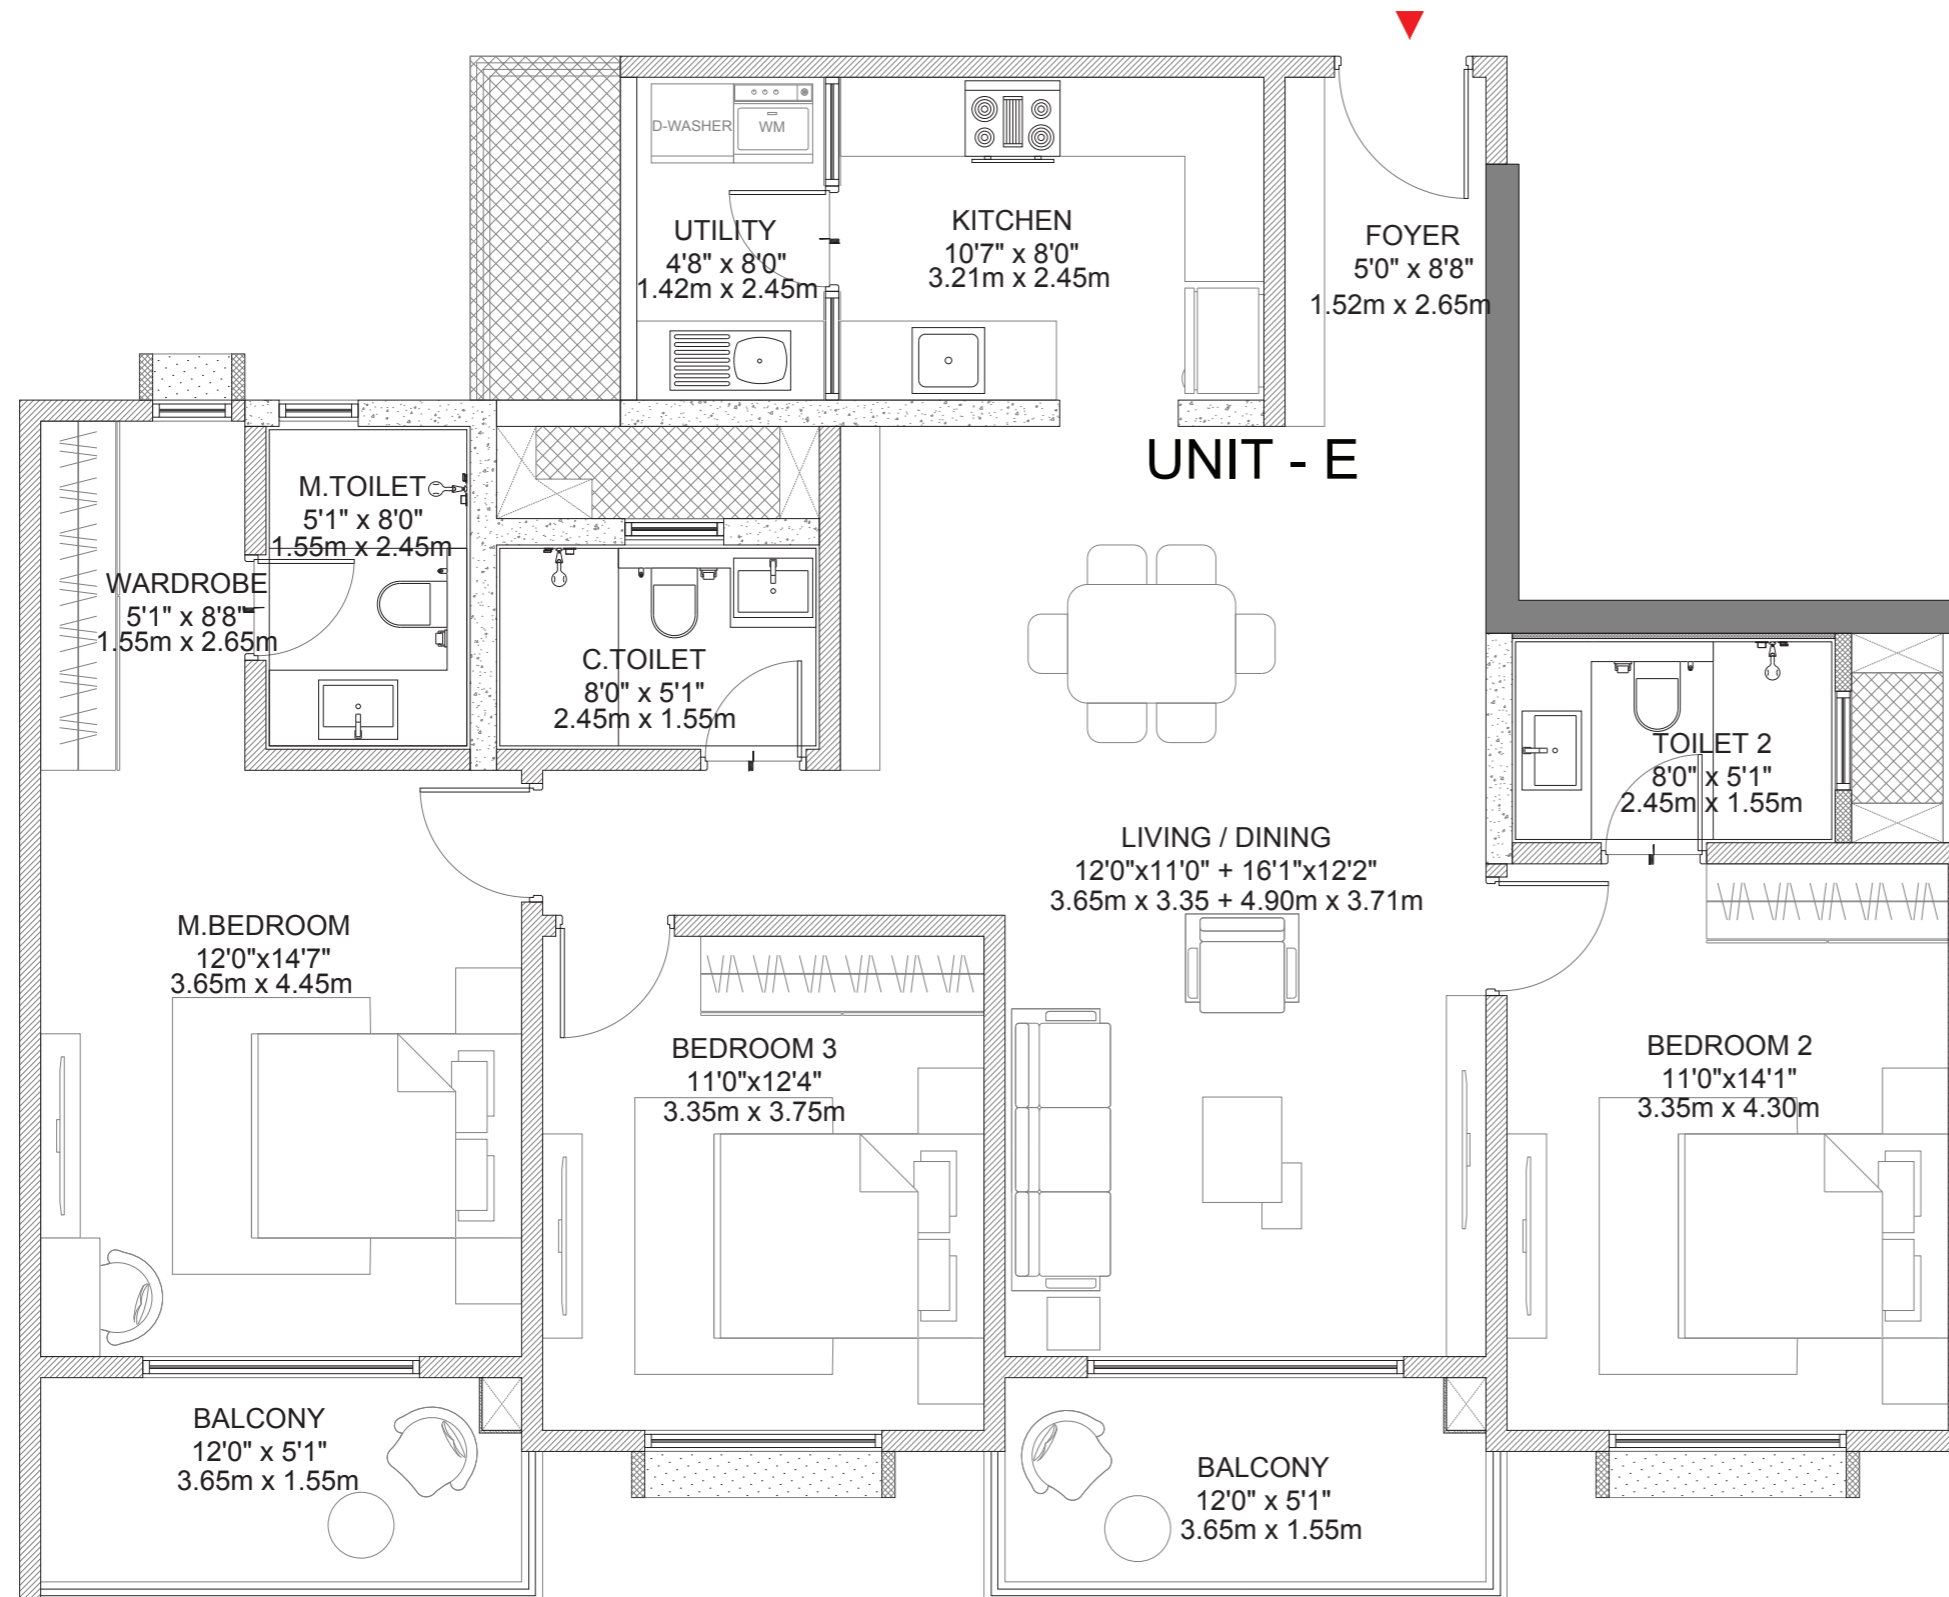 D-WASHER
WM
UTILITY
4'8" x 8'0"
1.42m x 2.45m
KITCHEN
10'7" x 8'0"
3.21m x 2.45m
FOYER
5'0" x 8'8"
1.52m x 2.65m
UNIT - E
M.TOILET
5'1" x 8'0"
1.55m x 2.45m
WARDROBE
5'1" x 8'8"
1.55m x 2.65m
C.TOILET
8'0" x 5'1"
2.45m x 1.55m
TOILET 2
8'0" x 5'1"
2.45m x 1.55m
LIVING / DINING
12'0"x11'0" + 16'1"x12'2"
3.65m x 3.35 + 4.90m x 3.71m
M.BEDROOM
12'0"x14'7"
3.65m x 4.45m
BEDROOM 3
11'0"x12'4"
3.35m x 3.75m
BEDROOM 2
11'0"x14'1"
3.35m x 4.30m
BALCONY
12'0" x 5'1"
3.65m x 1.55m
BALCONY
12'0" x 5'1"
3.65m x 1.55m